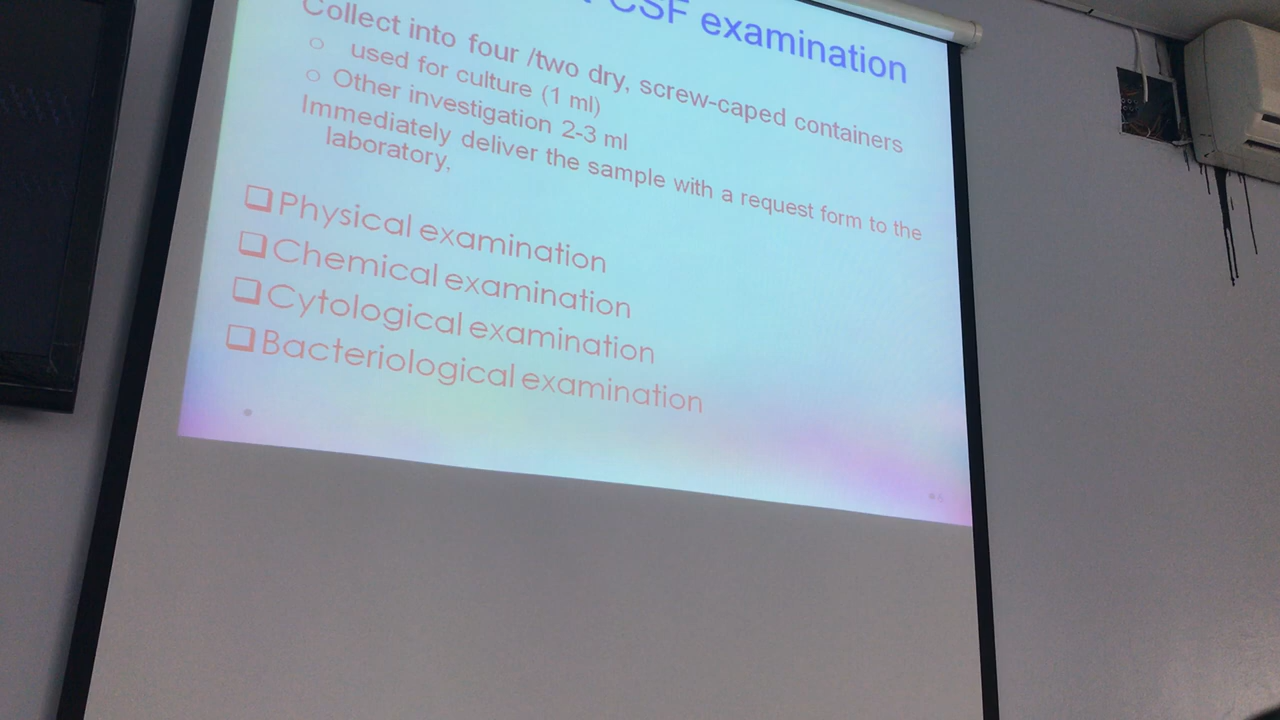 CSF examination
Collect into four /two dry, screw-caped containers
○ used for culture (1 ml)
○ Other investigation 2-3 ml
Immediately deliver the sample with a request form to the
laboratory,
❑Physical examination
❑Chemical examination
❑Cytological examination
❑Bacteriological examination